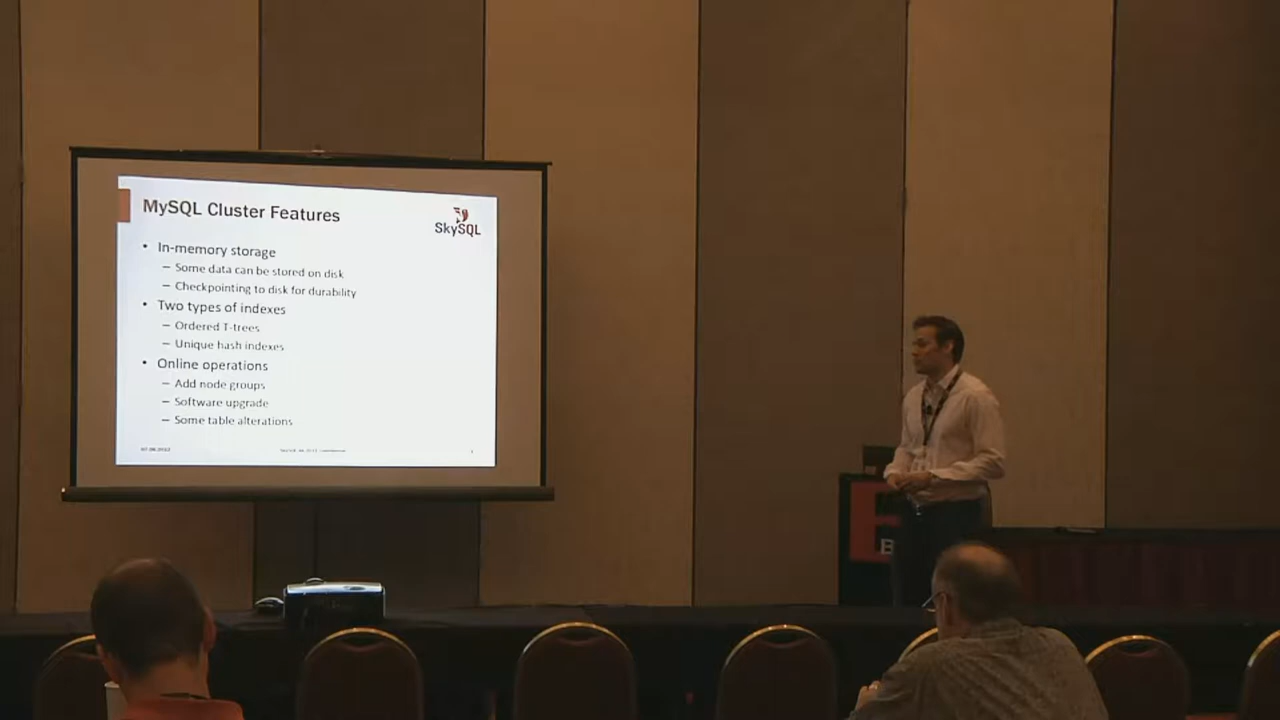 MySQL Cluster Features
SkySQL
• In-memory storage
– Some data can be stored on disk
– Checkpointing to disk for durability
• Two types of indexes
– Ordered T-trees
– Unique hash indexes
• Online operations
– Add node groups
– Software upgrade
– Some table alterations